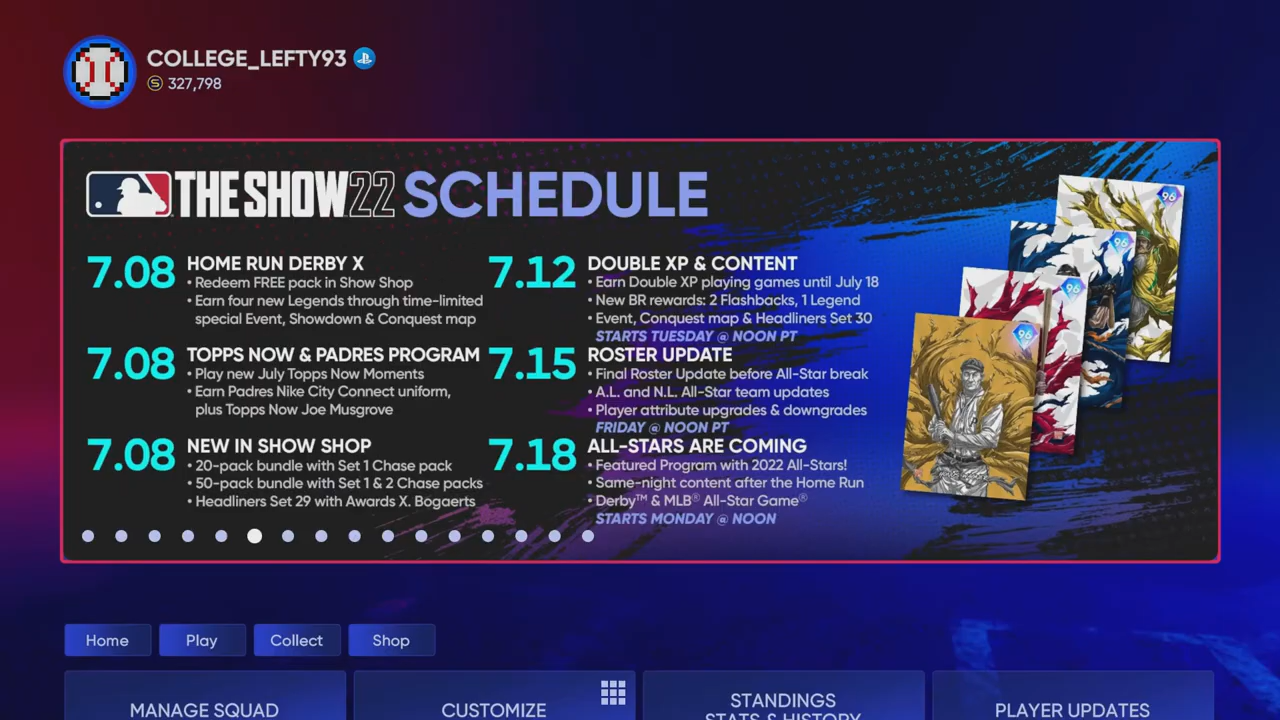 COLLEGE_LEFTY93
S 327,798
THE SHOW 22 SCHEDULE
7.08 HOME RUN DERBY X
• Redeem FREE pack in Show Shop
• Earn four new Legends through time-limited
special Event, Showdown & Conquest map
7.08 TOPPS NOW & PADRES PROGRAM
• Play new July Topps Now Moments
• Earn Padres Nike City Connect uniform,
plus Topps Now Joe Musgrove
7.08 NEW IN SHOW SHOP
• 20-pack bundle with Set 1 Chase pack
• 50-pack bundle with Set 1 & 2 Chase packs
• Headliners Set 29 with Awards X. Bogaerts
7.12 DOUBLE XP & CONTENT
• Earn Double XP playing games until July 18
• New BR rewards: 2 Flashbacks, 1 Legend
• Event, Conquest map & Headliners Set 30
STARTS TUESDAY @ NOON PT
7.15 ROSTER UPDATE
• Final Roster Update before All-Star break
• A.L. and N.L. All-Star team updates
• Player attribute upgrades & downgrades
FRIDAY @ NOON PT
7.18 ALL-STARS ARE COMING
• Featured Program with 2022 All-Stars!
• Same-night content after the Home Run
• Derby™ & MLB® All-Star Game®
STARTS MONDAY @ NOON
96
96
96
96
Home
Play
Collect
Shop
MANAGE SQUAD
CUSTOMIZE
STANDINGS
STATS & HISTORY
PLAYER UPDATES